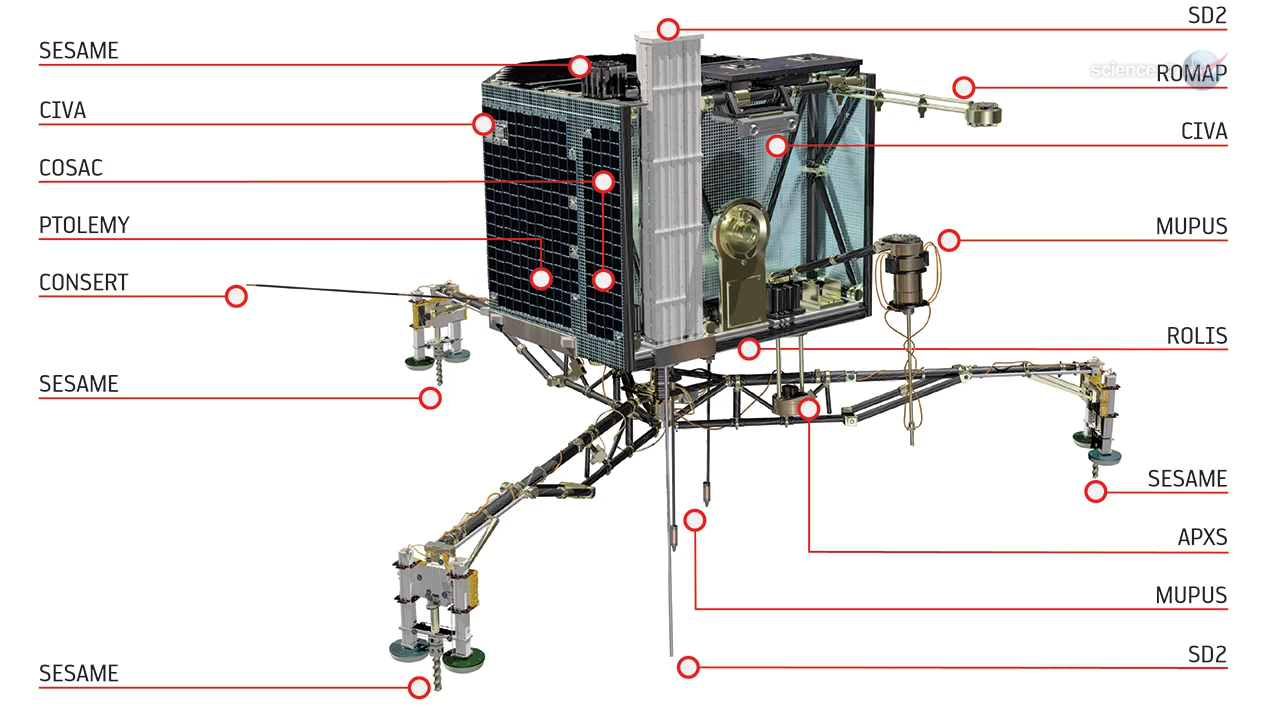 SESAME
CIVA
COSAC
PTOLEMY
CONSERT
SESAME
SESAME
SD2
ROMAP
CIVA
MUPUS
ROLIS
SESAME
APXS
MUPUS
SD2